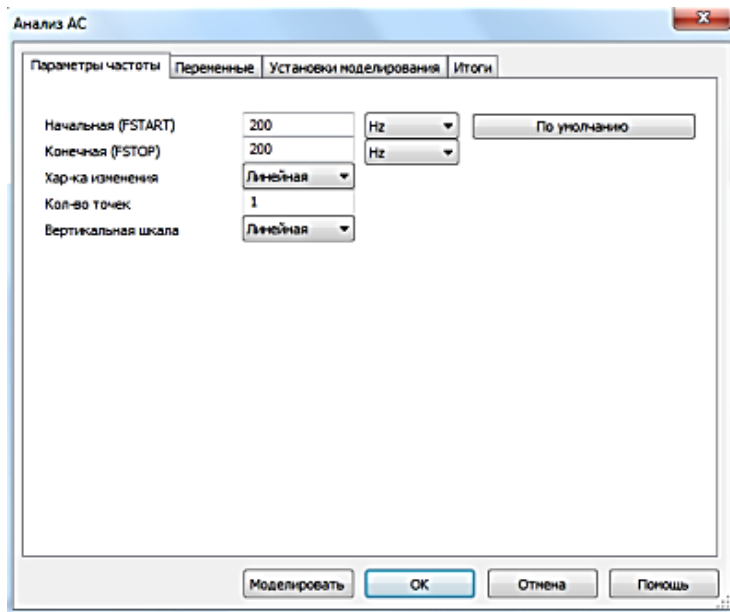 Анализ АС
Параметры частоты Переменные Установки моделирования Итоги
Начальная (FSTART) 200 Hz По умолчанию
Конечная (FSTOP) 200 Hz
Хар-ка изменения Линейная
Кол-во точек 1
Вертикальная шкала Линейная
Моделировать OK Отмена Помощь